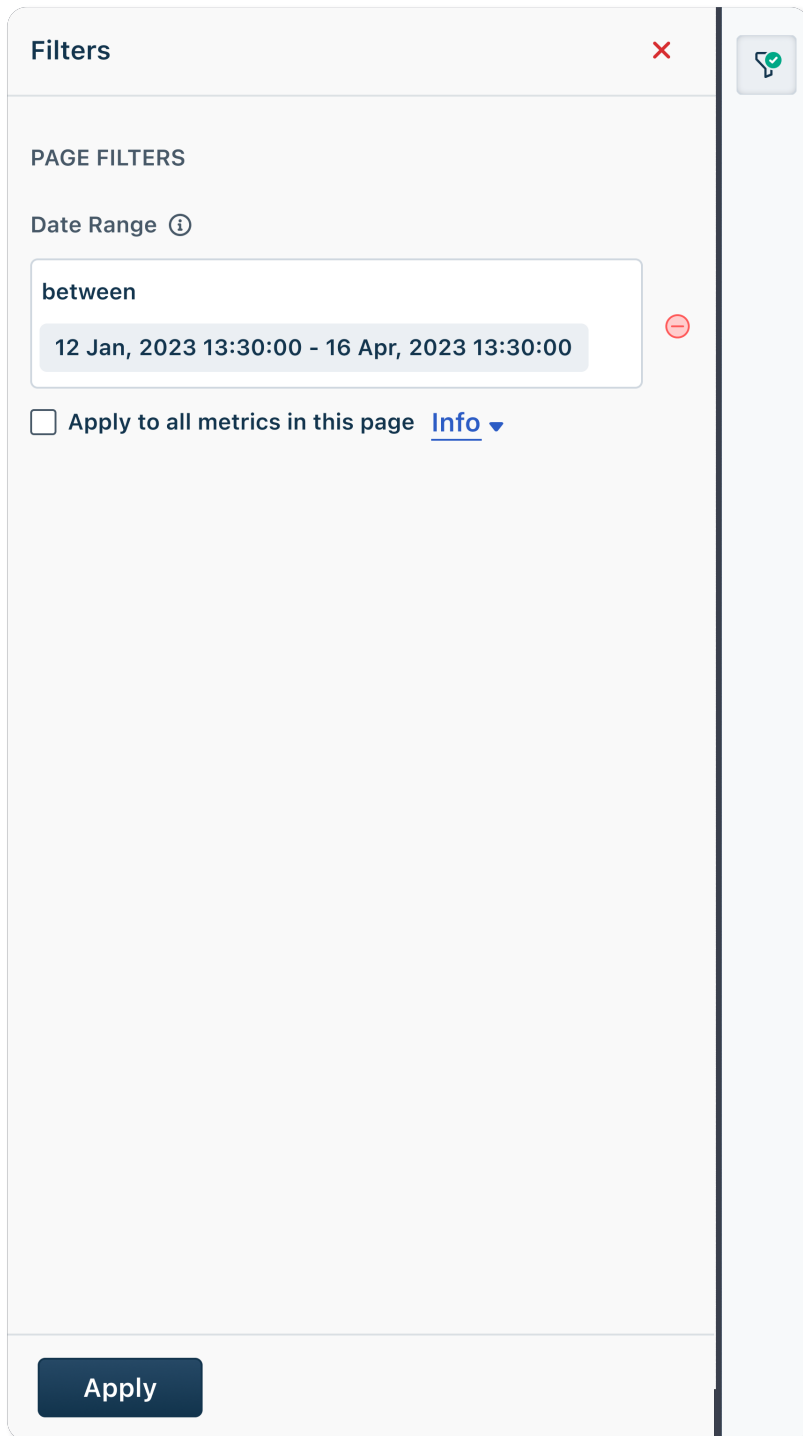 Filters
PAGE FILTERS
Date Range
between
12 Jan, 2023 13:30:00 - 16 Apr, 2023 13:30:00
Apply to all metrics in this page Info
Apply